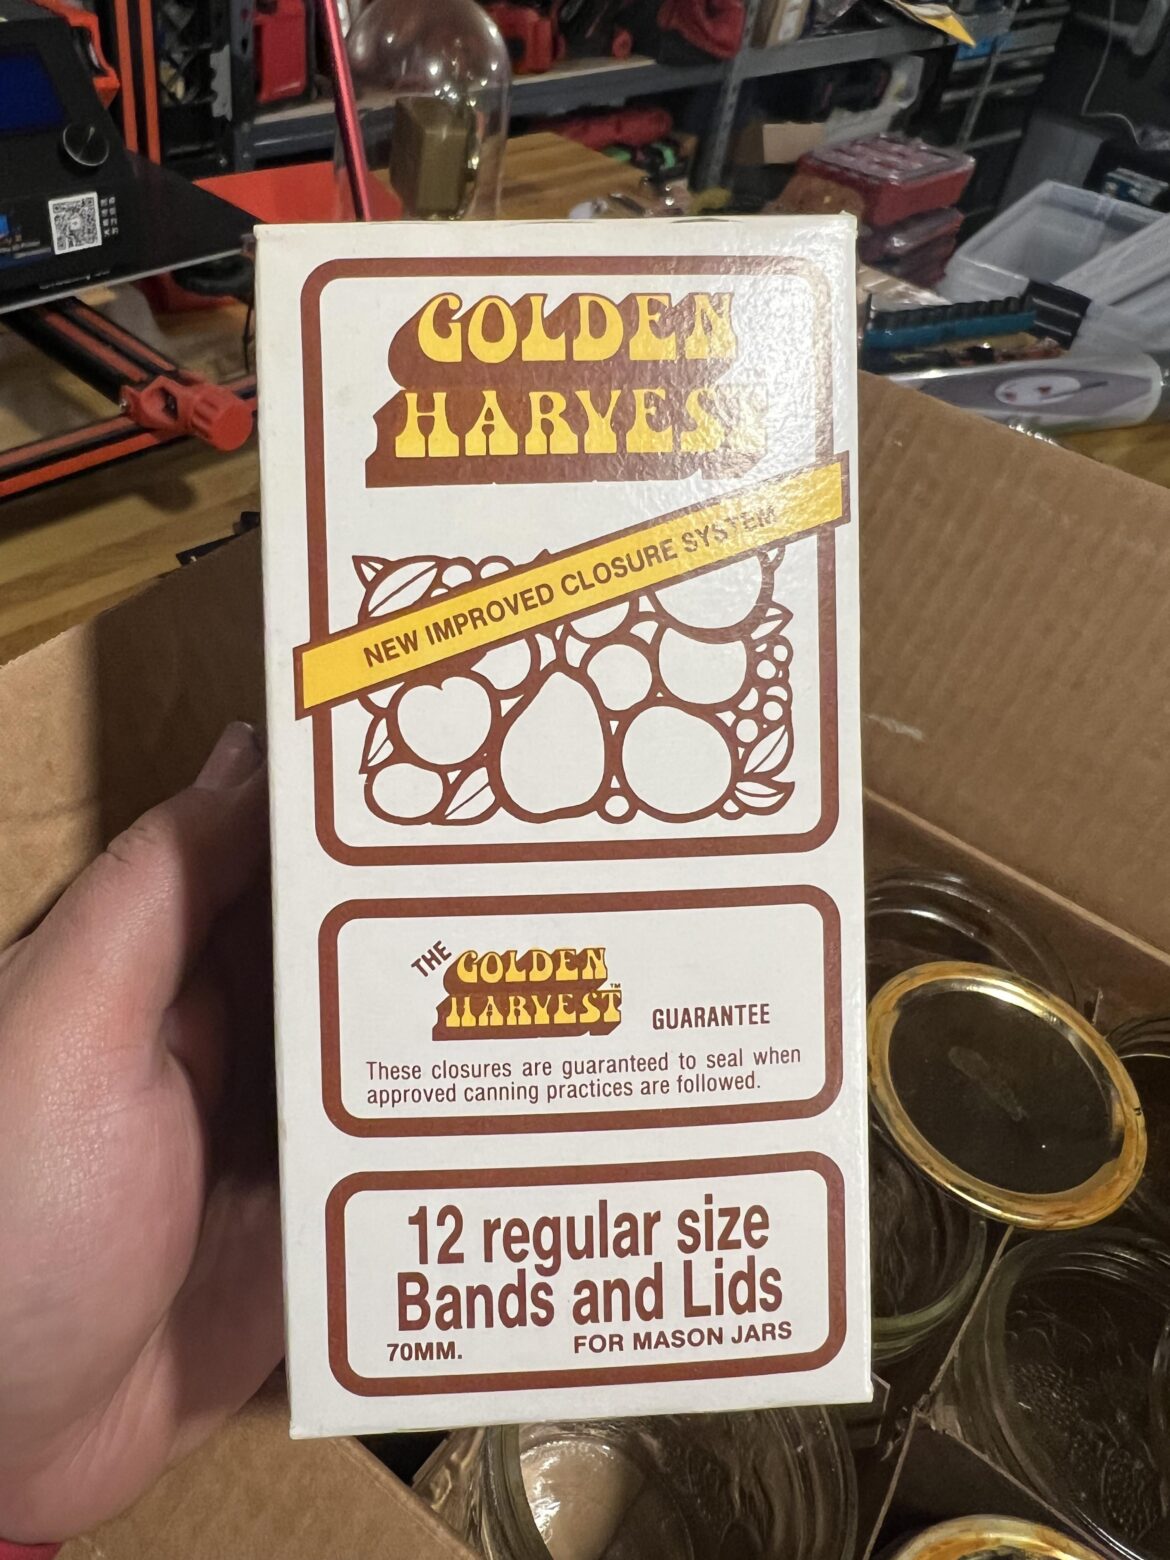 GOLDEN
HARVEST
NEW IMPROVED CLOSURE SYSTEM
THE
GOLDEN
HARVEST™
GUARANTEE
These closures are guaranteed to seal when
approved canning practices are followed.
12 regular size
Bands and Lids
70MM. FOR MASON JARS